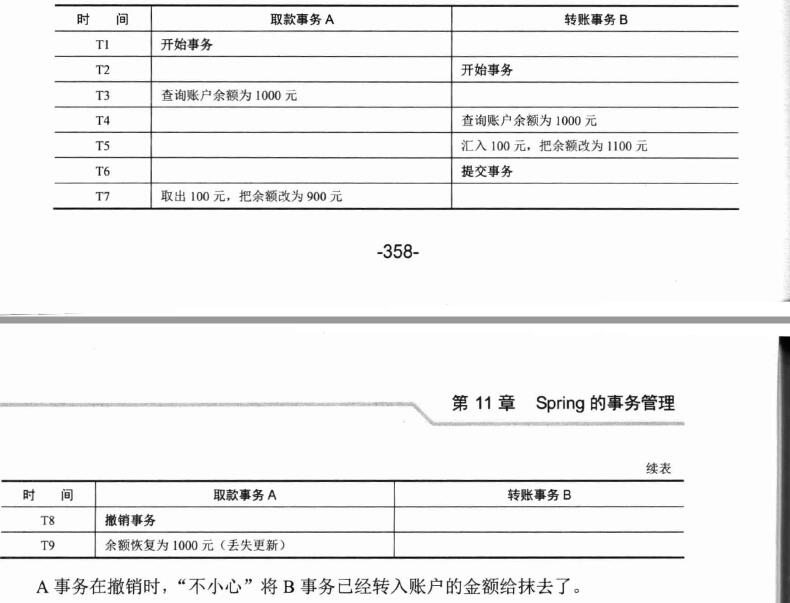 时 间 取款事务 A 转账事务 B
T1 开始事务
T2 开始事务
T3 查询账户余额为 1000 元
T4 查询账户余额为 1000 元
T5 汇入 100 元，把余额改为 1100 元
T6 提交事务
T7 取出 100 元，把余额改为 900 元
-358-
第 11 章 Spring 的事务管理
续表
时 间 取款事务 A 转账事务 B
T8 撤销事务
T9 余额恢复为 1000 元（丢失更新）
A 事务在撤销时，“不小心”将 B 事务已经转入账户的金额给抹去了。